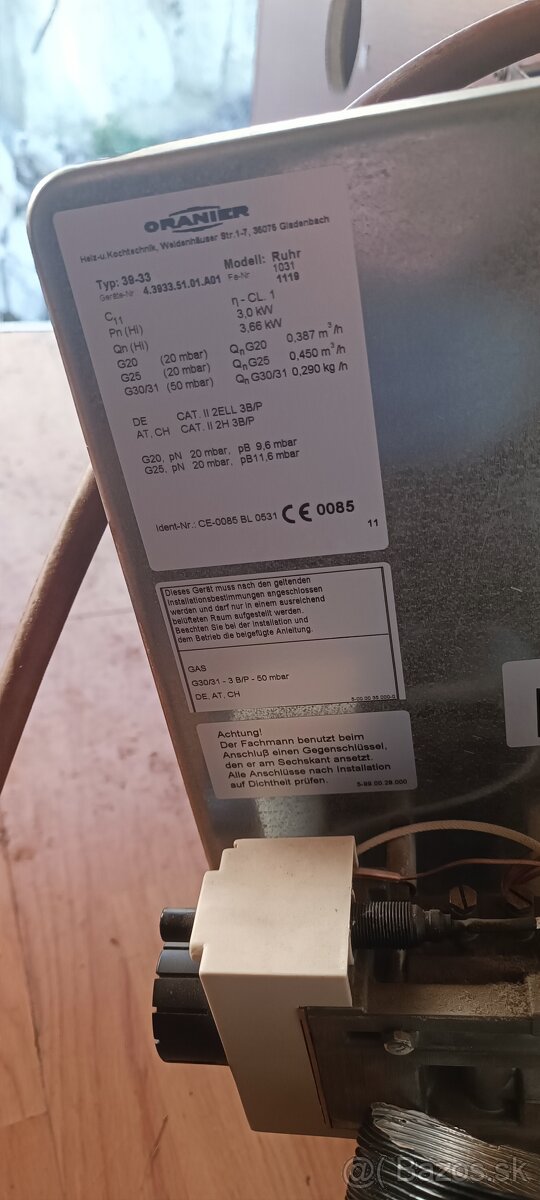 ORANIER
Heiz-u.Kochtechnik, Weidenhäuser Str.1-7, 35075 Gladenbach
Typ: 38-33 Modell: Ruhr
Geräte-Nr. 4.3933.51.01.A01 Fe-Nr. 1031
1119
C11 η - CL. 1
Pn (Hi) 3,0 kW
Qn (Hi) 3,66 kW
G20 (20 mbar) QnG20 0,387 m³/h
G25 (20 mbar) QnG25 0,450 m³/h
G30/31 (50 mbar) QnG30/31 0,290 kg /h
DE CAT. II 2ELL 3B/P
AT, CH CAT. II 2H 3B/P
G20, pN 20 mbar, pB 9,6 mbar
G25, pN 20 mbar, pB11,6 mbar
Ident-Nr.: CE-0085 BL 0531 CE 0085
11
Dieses Gerät muss nach den geltenden
Installationsbestimmungen angeschlossen
werden und darf nur in einem ausreichend
belüfteten Raum aufgestellt werden.
Beachten Sie bei der Installation und
dem Betrieb die beigefügte Anleitung.
GAS
G30/31 - 3 B/P - 50 mbar
DE, AT, CH 5-00 00 35 000-0
Achtung!
Der Fachmann benutzt beim
Anschluß einen Gegenschlüssel,
den er am Sechskant ansetzt.
Alle Anschlüsse nach Installation
auf Dichtheit prüfen. 5-99 00 28 000
@( Bazos.sk